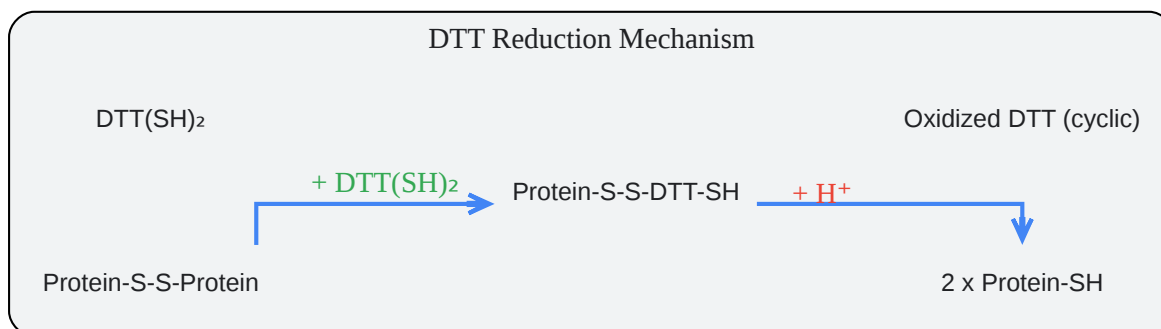 DTT Reduction Mechanism
DTT(SH)₂
Oxidized DTT (cyclic)
+ DTT(SH)₂
Protein-S-S-DTT-SH
+ H⁺
Protein-S-S-Protein
2 x Protein-SH